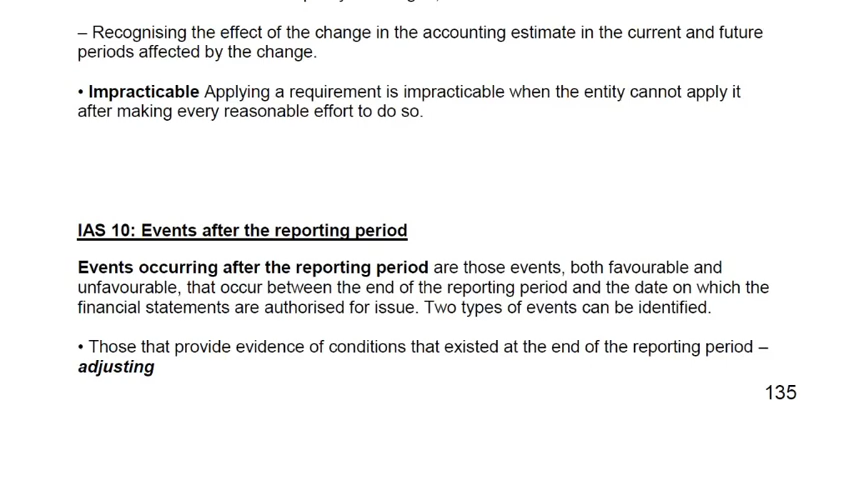 – Recognising the effect of the change in the accounting estimate in the current and future
periods affected by the change.
• Impracticable Applying a requirement is impracticable when the entity cannot apply it
after making every reasonable effort to do so.
IAS 10: Events after the reporting period
Events occurring after the reporting period are those events, both favourable and
unfavourable, that occur between the end of the reporting period and the date on which the
financial statements are authorised for issue. Two types of events can be identified.
• Those that provide evidence of conditions that existed at the end of the reporting period –
adjusting
135